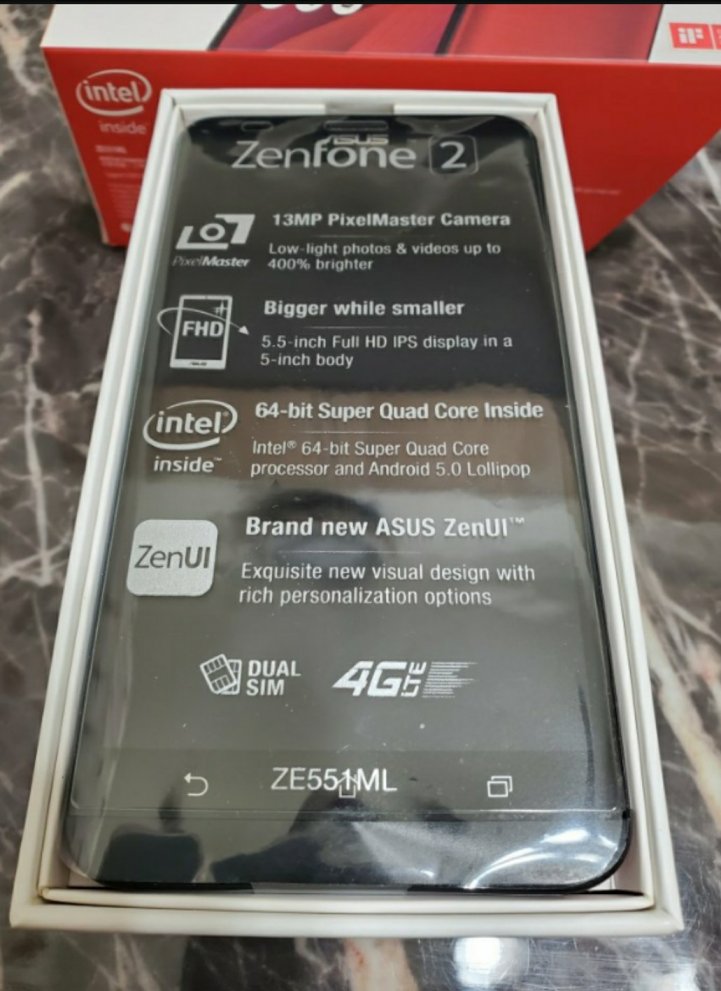 intel
inside
ASUS
Zenfone 2
13MP PixelMaster Camera
PixelMaster
Low-light photos & videos up to
400% brighter
Bigger while smaller
FHD
5.5-inch Full HD IPS display in a
5-inch body
intel®
inside™
64-bit Super Quad Core Inside
Intel® 64-bit Super Quad Core
processor and Android 5.0 Lollipop
ZenUI
Brand new ASUS ZenUI™
Exquisite new visual design with
rich personalization options
DUAL
SIM
4G LTE
ZE551ML